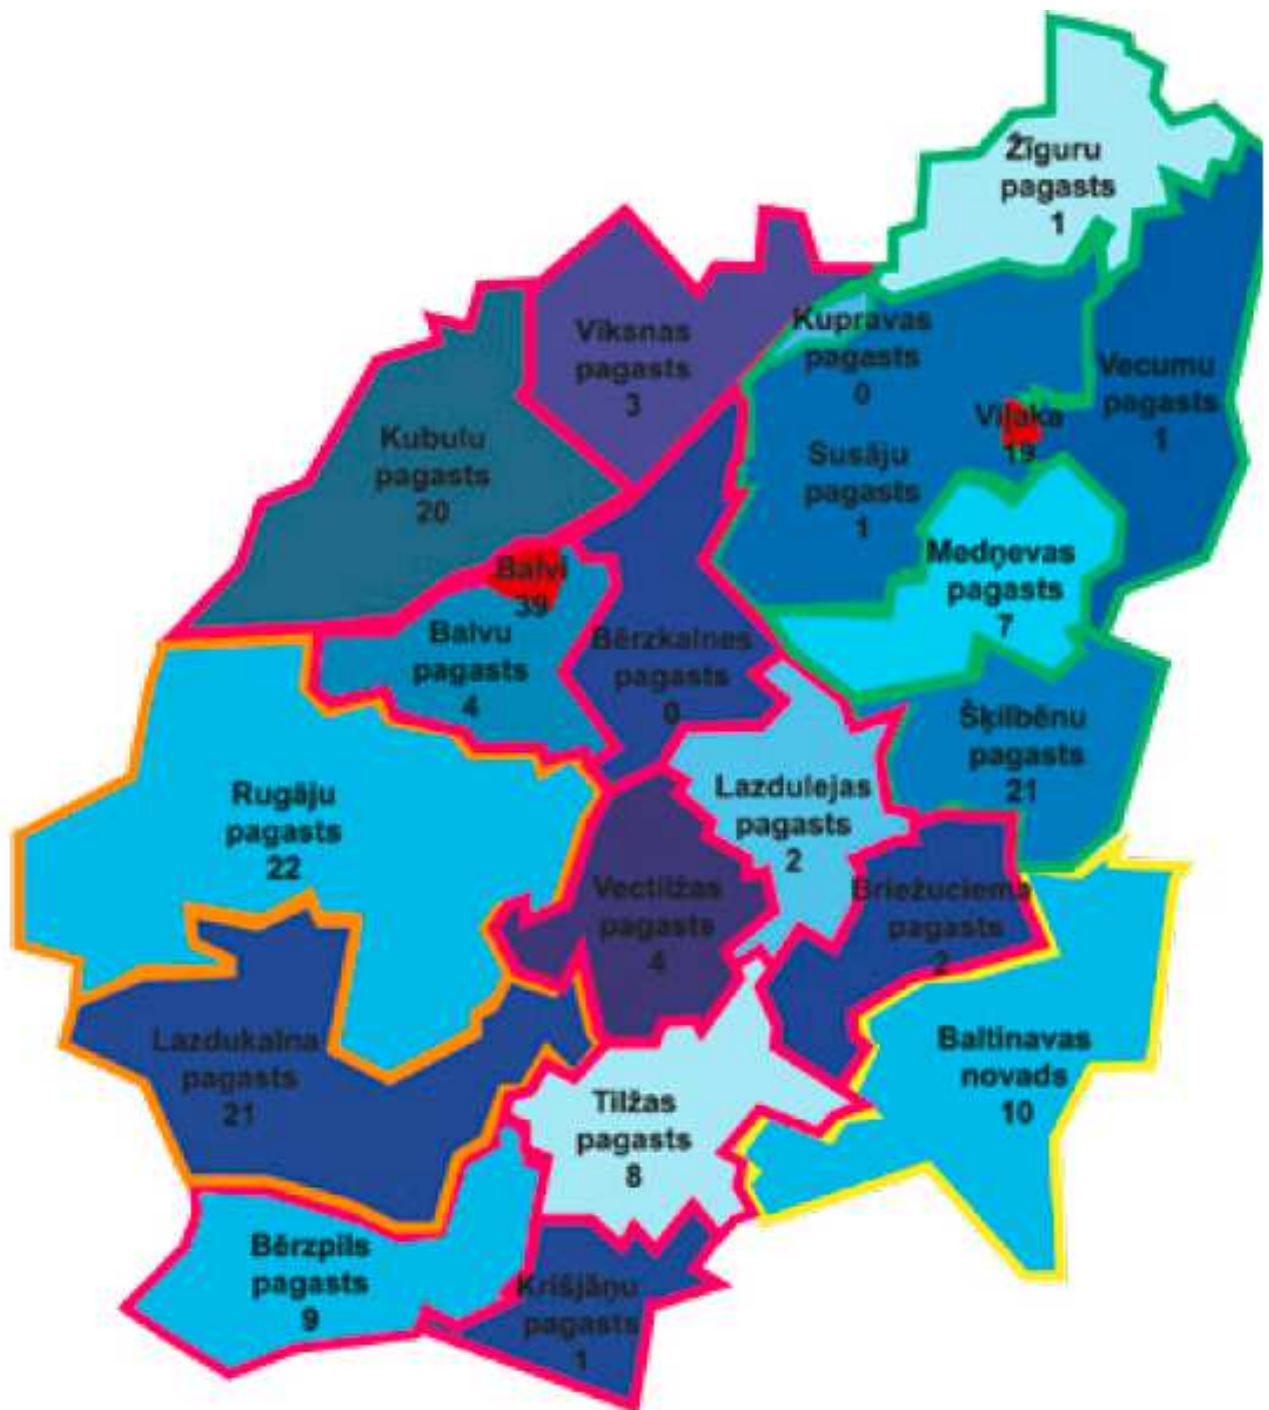 Žīguru
pagasts
1
Viksnas
pagasts
3
Kupravas
pagasts
0
Vecumu
pagasts
1
Kubulu
pagasts
20
Viļaka
19
Susāju
pagasts
1
Medņevas
pagasts
7
Balvi
39
Balvu
pagasts
4
Bērzkalnes
pagasts
0
Šķilbēnu
pagasts
21
Rugāju
pagasts
22
Lazdulejas
pagasts
2
Vectilžas
pagasts
4
Briežuciema
pagasts
2
Lazdukalna
pagasts
21
Baltinavas
novads
10
Tilžas
pagasts
8
Bērzpils
pagasts
9
Krišjāņu
pagasts
1